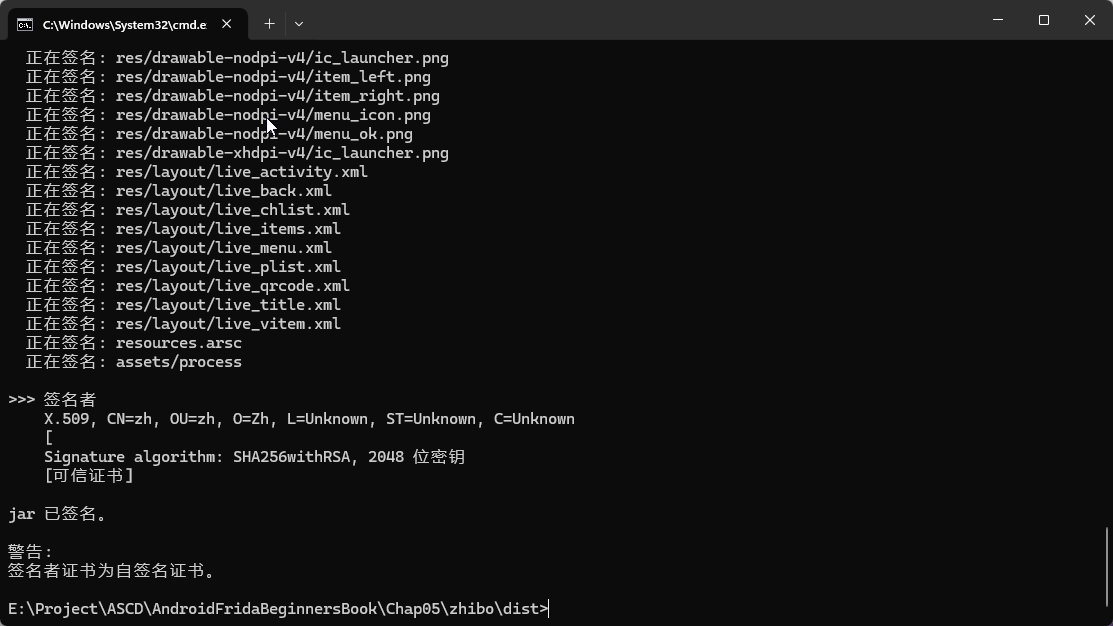 C:\Windows\System32\cmd.e
正在签名: res/drawable-nodpi-v4/ic_launcher.png
正在签名: res/drawable-nodpi-v4/item_left.png
正在签名: res/drawable-nodpi-v4/item_right.png
正在签名: res/drawable-nodpi-v4/menu_icon.png
正在签名: res/drawable-nodpi-v4/menu_ok.png
正在签名: res/drawable-xhdpi-v4/ic_launcher.png
正在签名: res/layout/live_activity.xml
正在签名: res/layout/live_back.xml
正在签名: res/layout/live_chlist.xml
正在签名: res/layout/live_items.xml
正在签名: res/layout/live_menu.xml
正在签名: res/layout/live_plist.xml
正在签名: res/layout/live_qrcode.xml
正在签名: res/layout/live_title.xml
正在签名: res/layout/live_vitem.xml
正在签名: resources.arsc
正在签名: assets/process
>>> 签名者
X.509, CN=zh, OU=zh, O=Zh, L=Unknown, ST=Unknown, C=Unknown
[
Signature algorithm: SHA256withRSA, 2048 位密钥
[可信证书]
jar 已签名。
警告:
签名者证书为自签名证书。
E:\Project\ASCD\AndroidFridaBeginnersBook\Chap05\zhibo\dist>